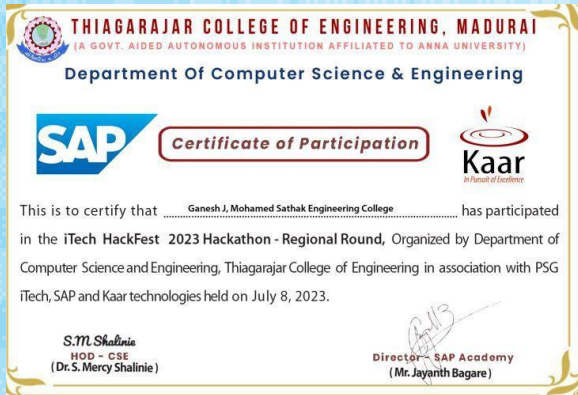 THIAGARAJAR COLLEGE OF ENGINEERING, MADURAI
(A GOVT. AIDED AUTONOMOUS INSTITUTION AFFILIATED TO ANNA UNIVERSITY)
Department Of Computer Science & Engineering
SAP
Certificate of Participation
Kaar
In Pursuit of Excellence
This is to certify that Ganesh J, Mohamed Sathak Engineering College has participated
in the iTech HackFest 2023 Hackathon - Regional Round, Organized by Department of
Computer Science and Engineering, Thiagarajar College of Engineering in association with PSG
iTech, SAP and Kaar technologies held on July 8, 2023.
S.M Shalinie
HOD - CSE
(Dr. S. Mercy Shalinie)
Director - SAP Academy
(Mr. Jayanth Bagare)